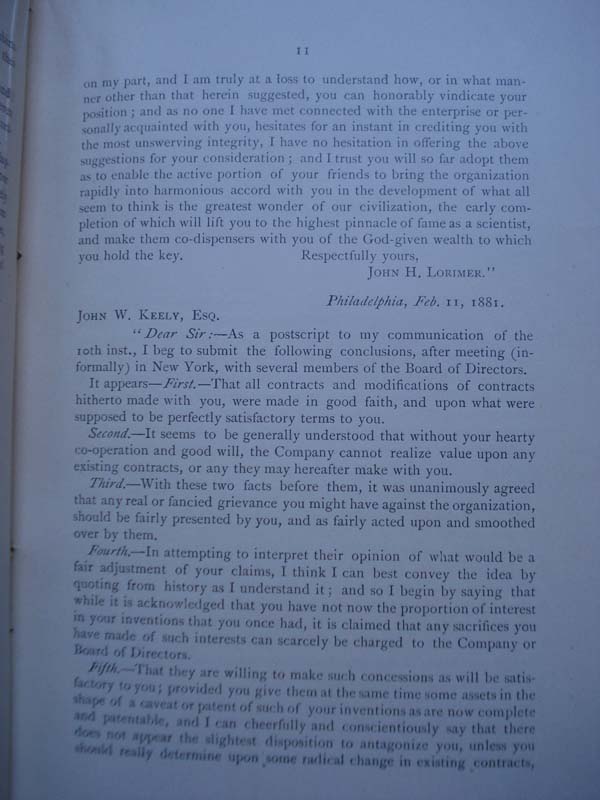 11
on my part, and I am truly at a loss to understand how, or in what man-
ner other than that herein suggested, you can honorably vindicate your
position ; and as no one I have met connected with the enterprise or per-
sonally acquainted with you, hesitates for an instant in crediting you with
the most unswerving integrity, I have no hesitation in offering the above
suggestions for your consideration ; and I trust you will so far adopt them
as to enable the active portion of your friends to bring the organization
rapidly into harmonious accord with you in the development of what all
seem to think is the greatest wonder of our civilization, the early com-
pletion of which will lift you to the highest pinnacle of fame as a scientist,
and make them co-dispensers with you of the God-given wealth to which
you hold the key. Respectfully yours,
JOHN H. LORIMER."
Philadelphia, Feb. 11, 1881.
JOHN W. KEELY, ESQ.
"Dear Sir:—As a postscript to my communication of the
10th inst., I beg to submit the following conclusions, after meeting (in-
formally) in New York, with several members of the Board of Directors.
It appears—First.—That all contracts and modifications of contracts
hitherto made with you, were made in good faith, and upon what were
supposed to be perfectly satisfactory terms to you.
Second.—It seems to be generally understood that without your hearty
co-operation and good will, the Company cannot realize value upon any
existing contracts, or any they may hereafter make with you.
Third.—With these two facts before them, it was unanimously agreed
that any real or fancied grievance you might have against the organization,
should be fairly presented by you, and as fairly acted upon and smoothed
over by them.
Fourth.—In attempting to interpret their opinion of what would be a
fair adjustment of your claims, I think I can best convey the idea by
quoting from history as I understand it ; and so I begin by saying that
while it is acknowledged that you have not now the proportion of interest
in your inventions that you once had, it is claimed that any sacrifices you
have made of such interests can scarcely be charged to the Company or
Board of Directors.
Fifth.—That they are willing to make such concessions as will be satis-
factory to you ; provided you give them at the same time some assets in the
shape of a caveat or patent of such of your inventions as are now complete
and patentable, and I can cheerfully and conscientiously say that there
does not appear the slightest disposition to antagonize you, unless you
should really determine upon some radical change in existing contracts,